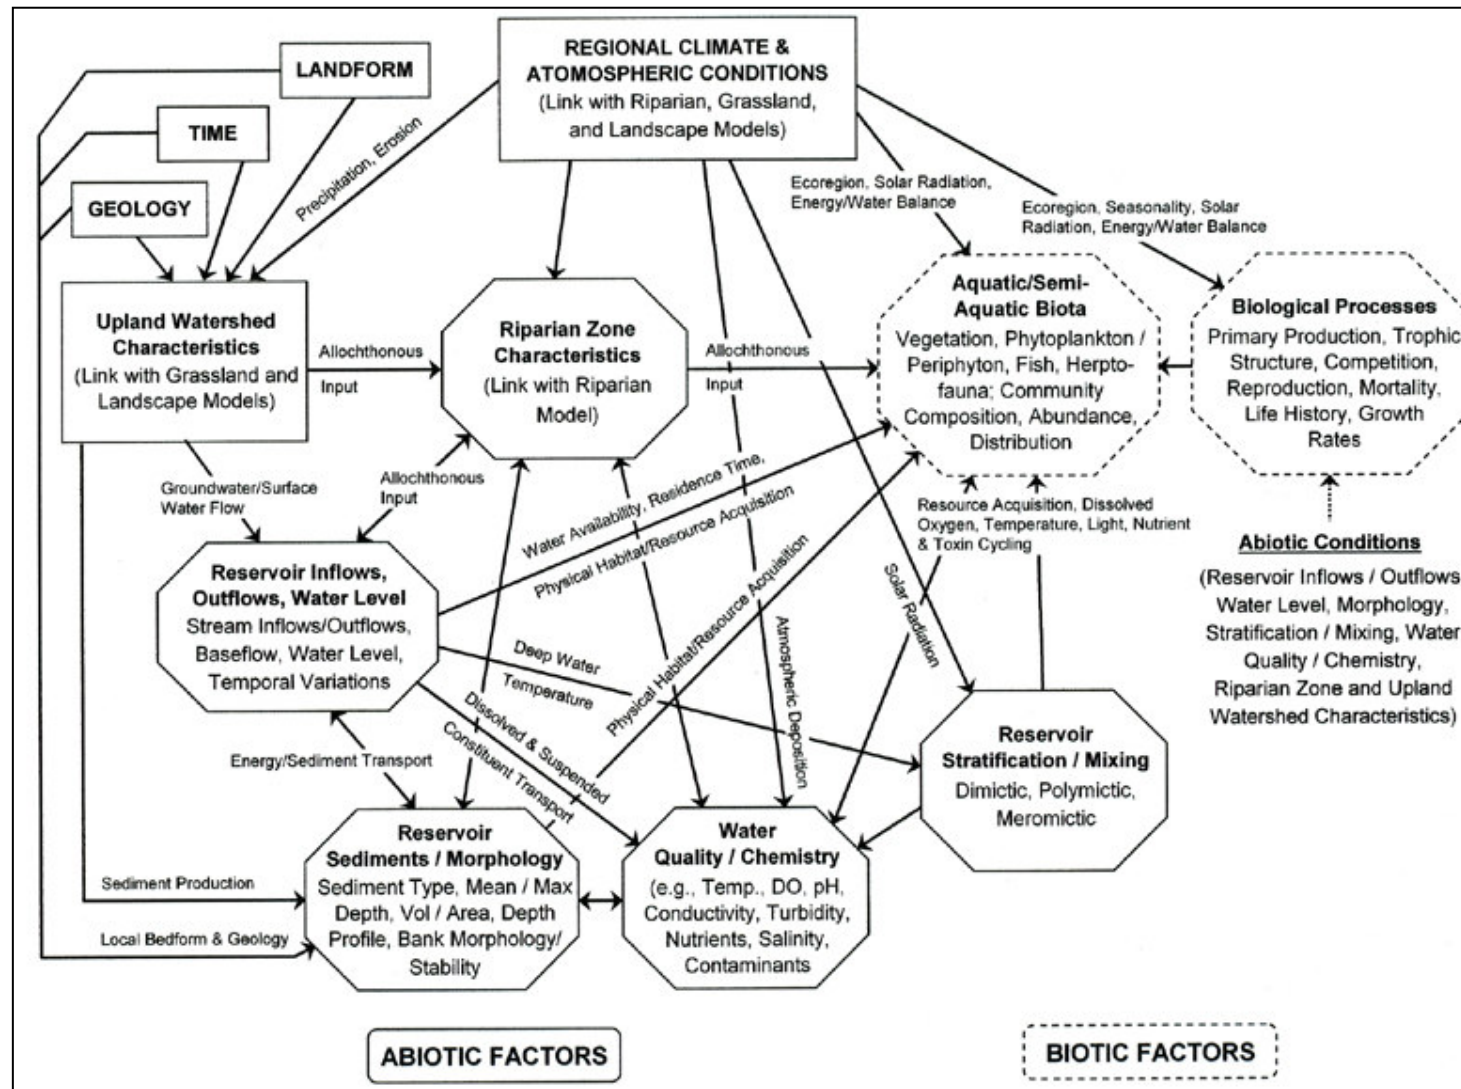 LANDFORM
TIME
GEOLOGY
REGIONAL CLIMATE &
ATOMOSPHERIC CONDITIONS
(Link with Riparian, Grassland,
and Landscape Models)
Precipitation, Erosion
Ecoregion, Solar Radiation,
Energy/Water Balance
Ecoregion, Seasonality, Solar
Radiation, Energy/Water Balance
Upland Watershed
Characteristics
(Link with Grassland and
Landscape Models)
Allochthonous
Input
Riparian Zone
Characteristics
(Link with Riparian
Model)
Allochthonous
Input
Aquatic/Semi-
Aquatic Biota
Vegetation, Phytoplankton /
Periphyton, Fish, Herpto-
fauna; Community
Composition, Abundance,
Distribution
Biological Processes
Primary Production, Trophic
Structure, Competition,
Reproduction, Mortality,
Life History, Growth
Rates
Groundwater/Surface
Water Flow
Allochthonous
Input
Water Availability, Residence Time,
Physical Habitat/Resource Acquisition
Resource Acquisition, Dissolved
Oxygen, Temperature, Light, Nutrient
& Toxin Cycling
Abiotic Conditions
(Reservoir Inflows / Outflows
Water Level, Morphology,
Stratification / Mixing, Water
Quality / Chemistry,
Riparian Zone and Upland
Watershed Characteristics)
Reservoir Inflows,
Outflows, Water Level
Stream Inflows/Outflows,
Baseflow, Water Level,
Temporal Variations
Deep Water
Temperature
Physical Habitat/Resource Acquisition
Solar Radiation
Atmospheric Deposition
Dissolved & Suspended
Constituent Transport
Energy/Sediment Transport
Reservoir
Stratification / Mixing
Dimictic, Polymictic,
Meromictic
Reservoir
Sediments / Morphology
Sediment Type, Mean / Max
Depth, Vol / Area, Depth
Profile, Bank Morphology/
Stability
Water
Quality / Chemistry
(e.g., Temp., DO, pH,
Conductivity, Turbidity,
Nutrients, Salinity,
Contaminants
Sediment Production
Local Bedform & Geology
ABIOTIC FACTORS
BIOTIC FACTORS